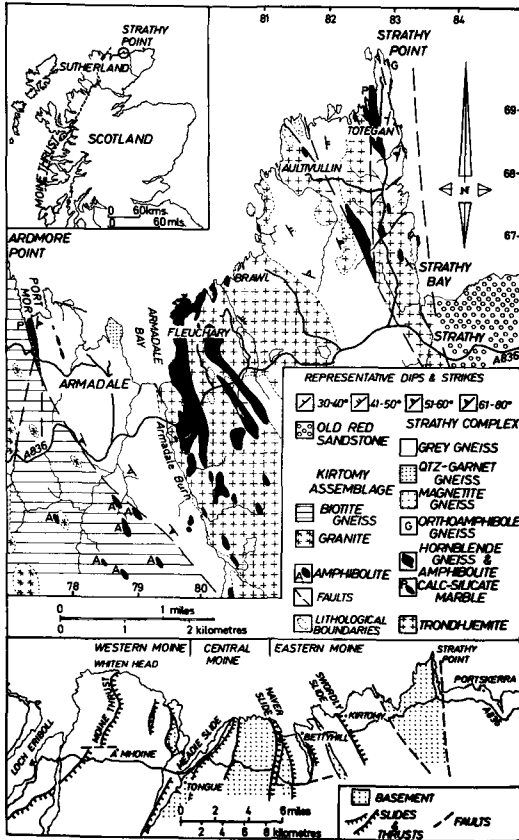 81 82 83 84
STRATHY
POINT
SUTHERLAND
SCOTLAND
MOINE THRUST
0 60kms.
0 60mls.
STRATHY
POINT
G
P
TOTEGAN
AULTIVULLIN
69
68
67
N
ARDMORE
POINT
PORT
MOR
P
ARMADALE
BAY
BRAWL
FLEUCHARY
STRATHY
BAY
STRATHY
A836
ARMADALE
A836
Armadale Burn
A
A
A
A
A
A
A
78 79 80
0 1 miles
0 1 2 kilometres
REPRESENTATIVE DIPS & STRIKES
30-40° 41-50° 51-60° 61-80°
OLD RED
SANDSTONE
KIRTOMY
ASSEMBLAGE
BIOTITE
GNEISS
GRANITE
A AMPHIBOLITE
FAULTS
LITHOLOGICAL
BOUNDARIES
STRATHY COMPLEX
GREY GNEISS
QTZ-GARNET
GNEISS
MAGNETITE
GNEISS
G ORTHOAMPHIBOLE
GNEISS
HORNBLENDE
GNEISS &
AMPHIBOLITE
P CALC-SILICATE
MARBLE
TRONDHJEMITE
WESTERN MOINE CENTRAL
MOINE EASTERN MOINE
WHITEN HEAD
STRATHY
POINT
LOCH ERIBOLL
MOINE THRUST
A'MHOINE
MEADIE SLIDE
TONGUE
NAVER
SLIDE
BETTYHILL
SWORDLY
SLIDE
KIRTOMY
PORTSKERRA
A836
0 2 4 6 miles
0 2 4 6 8 kilometres
BASEMENT
SLIDES
&
THRUSTS
FAULTS